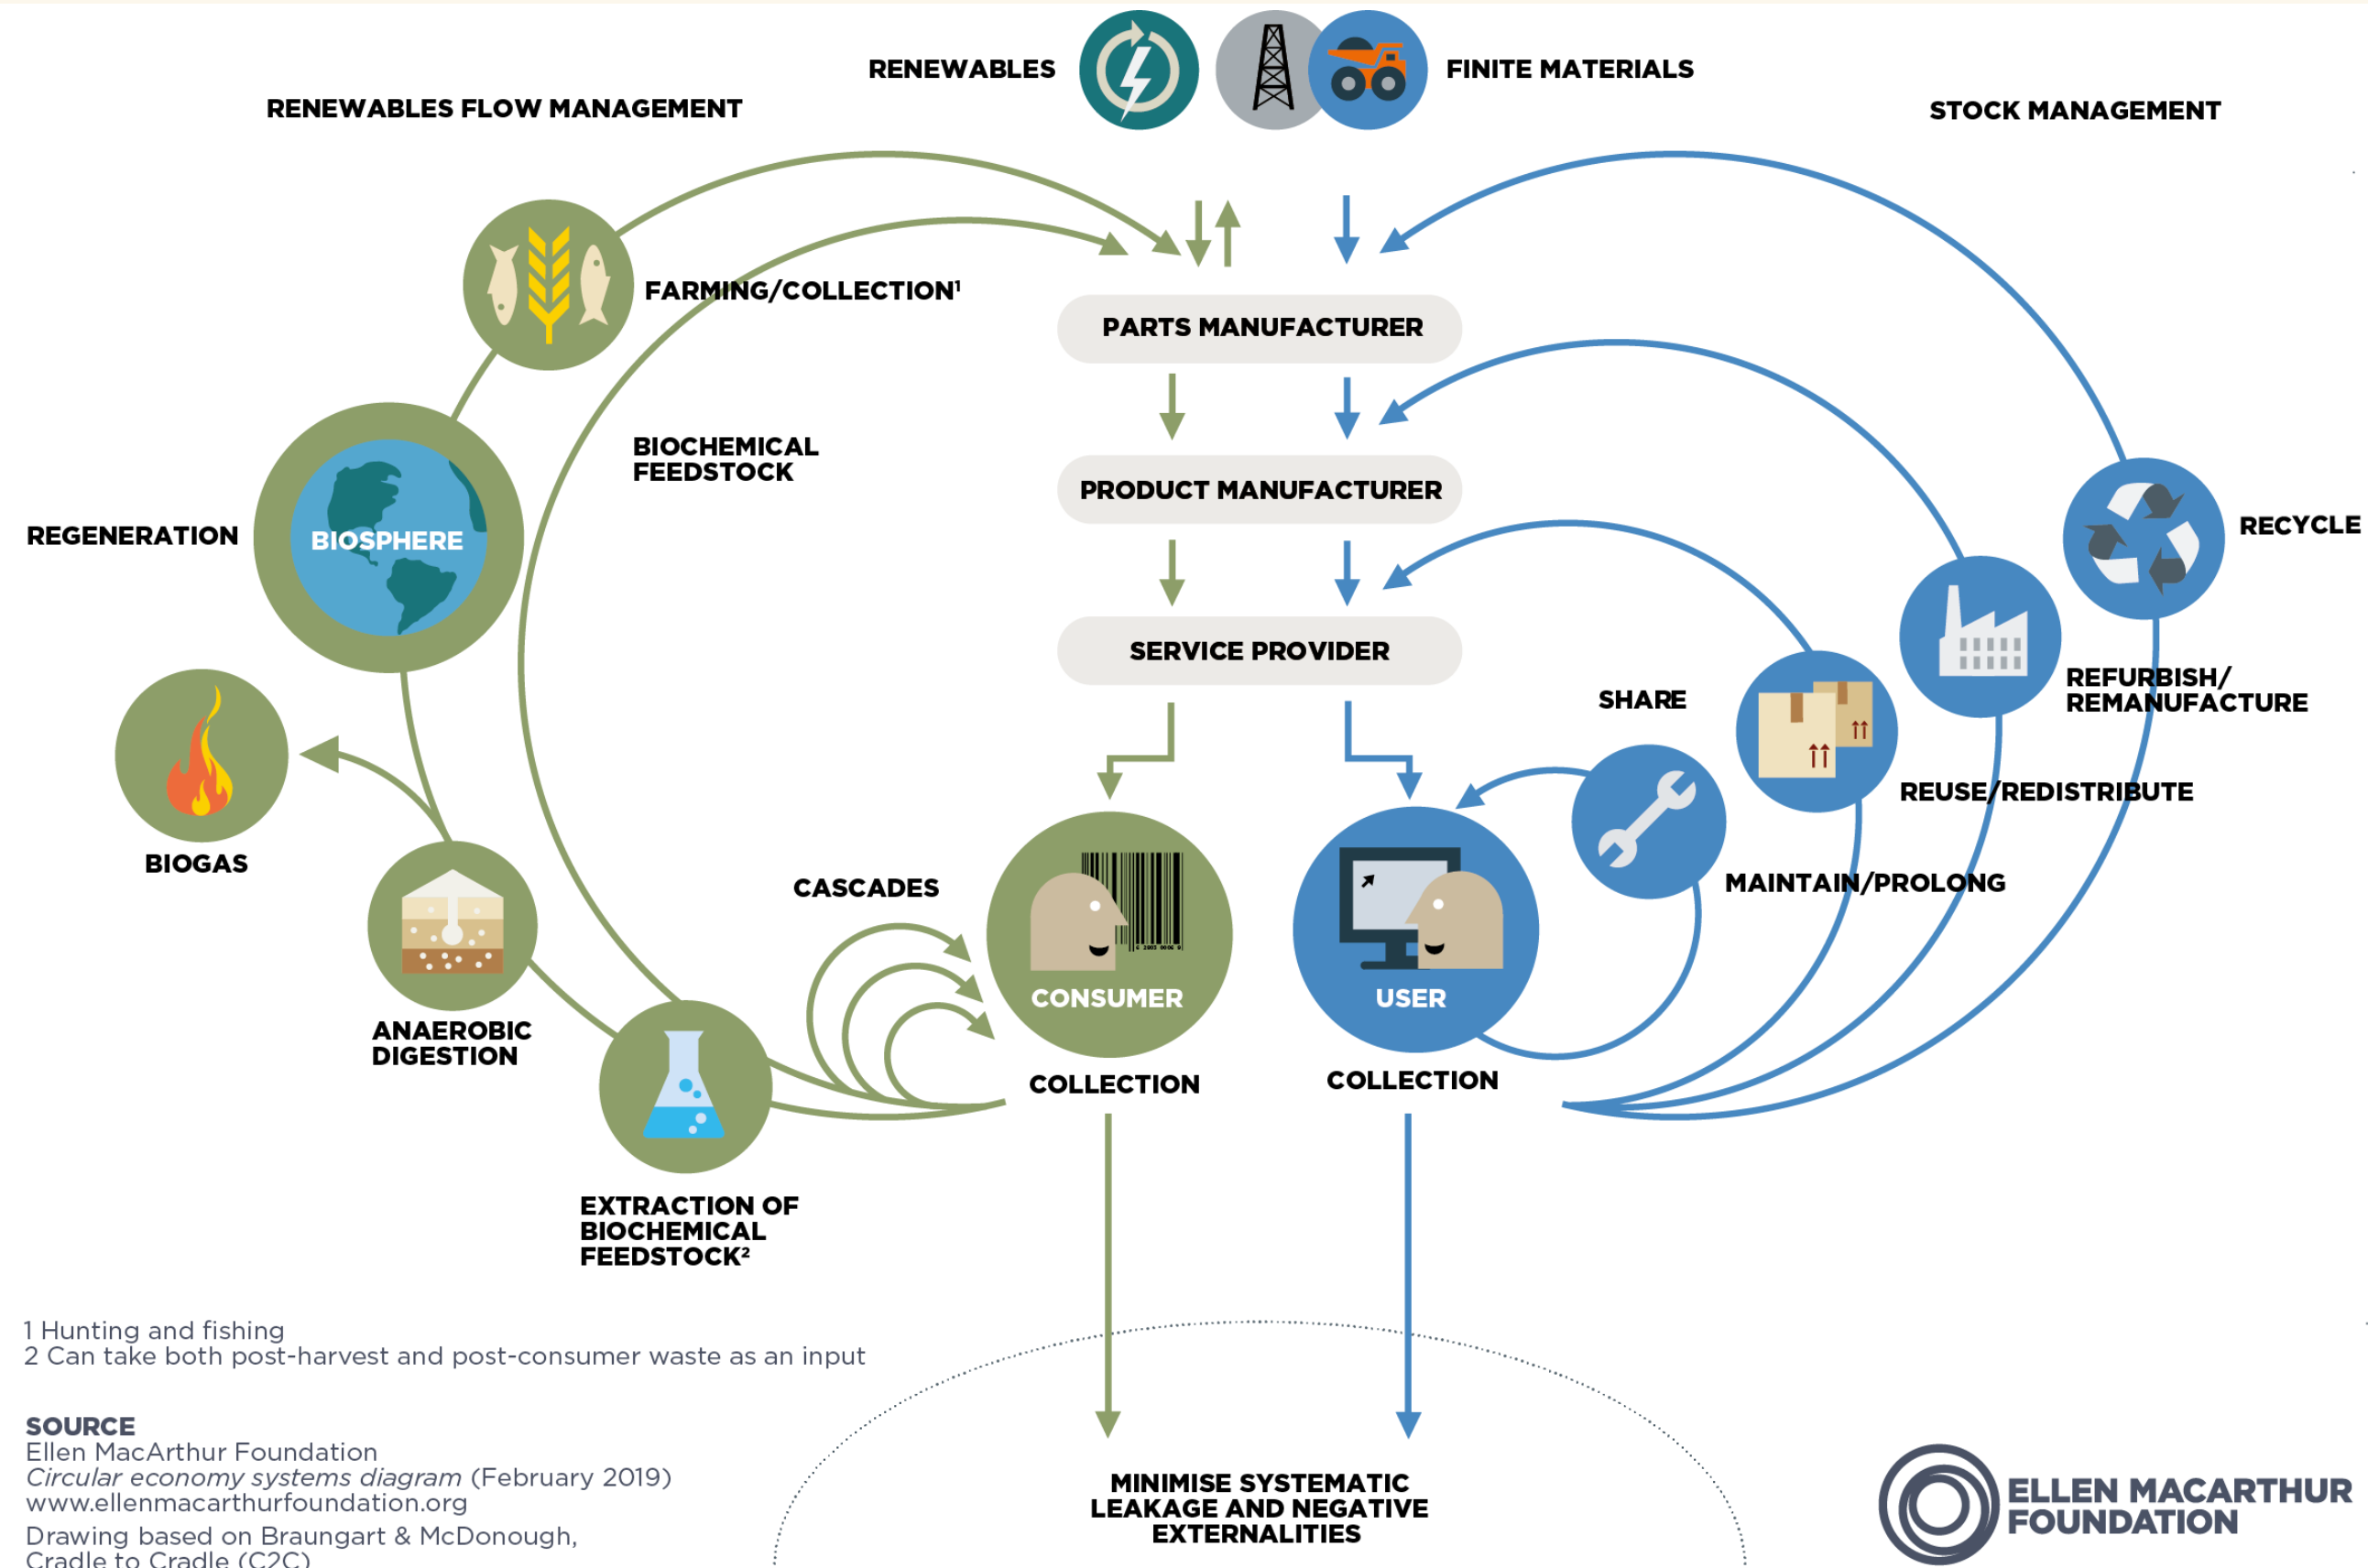 RENEWABLES
FINITE MATERIALS
RENEWABLES FLOW MANAGEMENT
STOCK MANAGEMENT
FARMING/COLLECTION¹
PARTS MANUFACTURER
BIOCHEMICAL
FEEDSTOCK
PRODUCT MANUFACTURER
REGENERATION
BIOSPHERE
RECYCLE
SERVICE PROVIDER
SHARE
REFURBISH/
REMANUFACTURE
REUSE/REDISTRIBUTE
BIOGAS
CASCADES
MAINTAIN/PROLONG
CONSUMER
USER
ANAEROBIC
DIGESTION
COLLECTION
COLLECTION
EXTRACTION OF
BIOCHEMICAL
FEEDSTOCK²
1 Hunting and fishing
2 Can take both post-harvest and post-consumer waste as an input
SOURCE
Ellen MacArthur Foundation
Circular economy systems diagram (February 2019)
www.ellenmacarthurfoundation.org
Drawing based on Braungart & McDonough,
Cradle to Cradle (C2C)
MINIMISE SYSTEMATIC
LEAKAGE AND NEGATIVE
EXTERNALITIES
ELLEN MACARTHUR
FOUNDATION